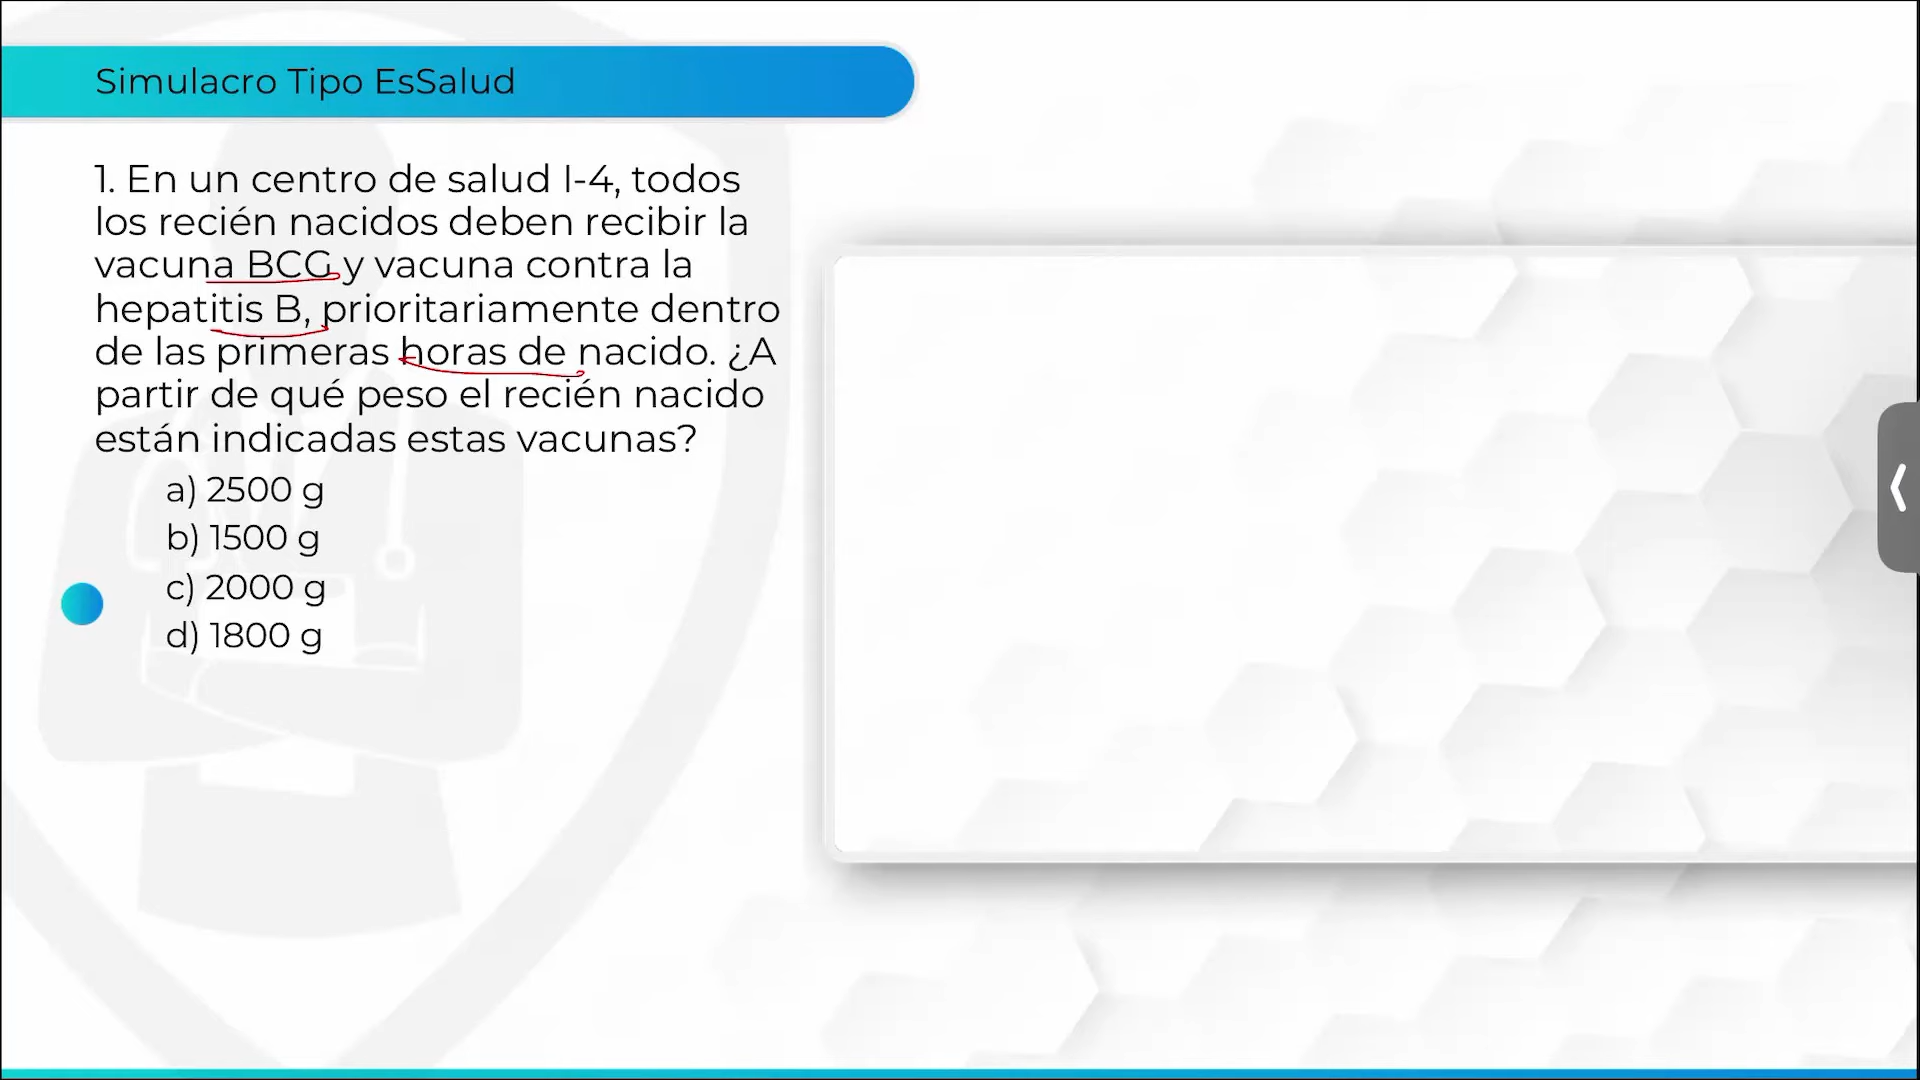 Simulacro Tipo EsSalud
1. En un centro de salud I-4, todos
los recién nacidos deben recibir la
vacuna BCG y vacuna contra la
hepatitis B, prioritariamente dentro
de las primeras horas de nacido. ¿A
partir de qué peso el recién nacido
están indicadas estas vacunas?
a) 2500 g
b) 1500 g
c) 2000 g
d) 1800 g